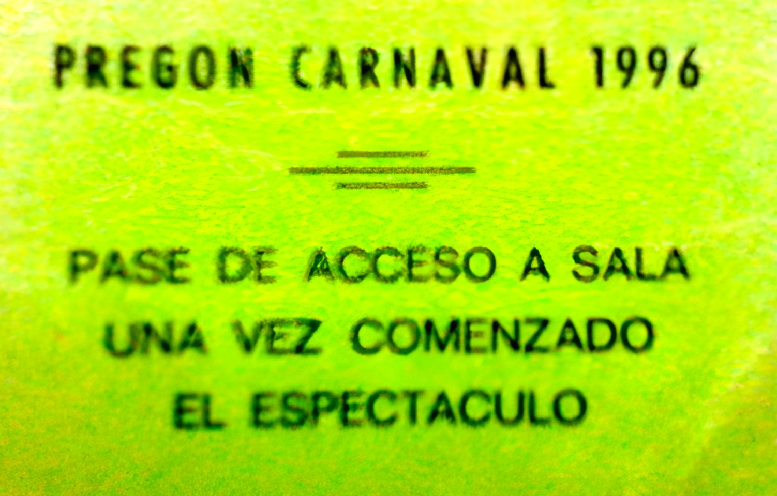 PREGON CARNAVAL 1996
PASE DE ACCESO A SALA
UNA VEZ COMENZADO
EL ESPECTACULO